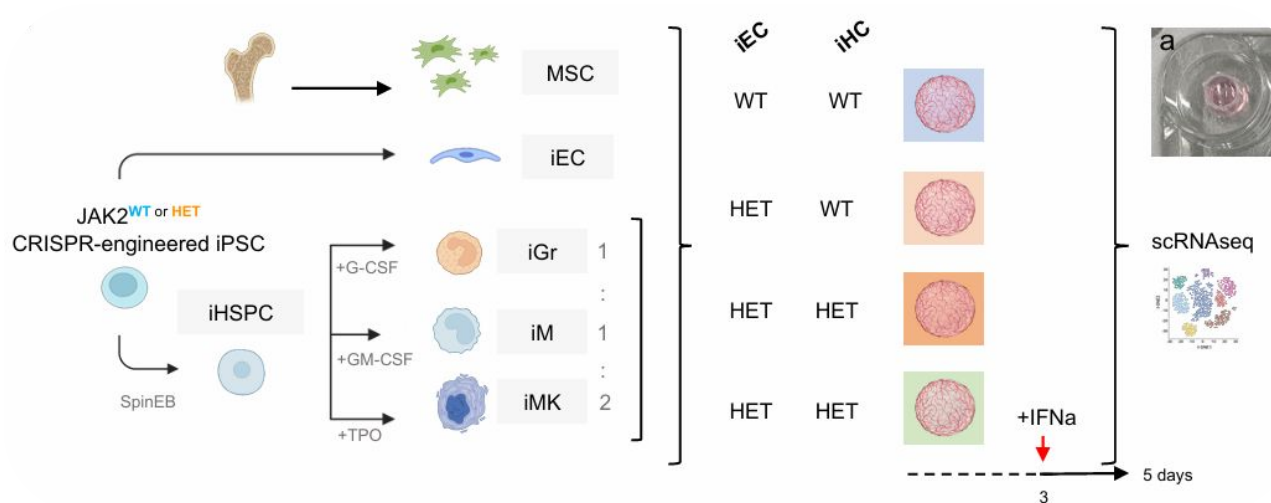 iEC iHC
a
MSC
WT WT
iEC
JAK2WT or HET
CRISPR-engineered iPSC
HET WT
scRNAseq
+G-CSF
iGr 1
:
iHSPC
iM 1
+GM-CSF
:
HET HET
SpinEB
iMK 2
+TPO
HET HET
+IFNa
5 days
3